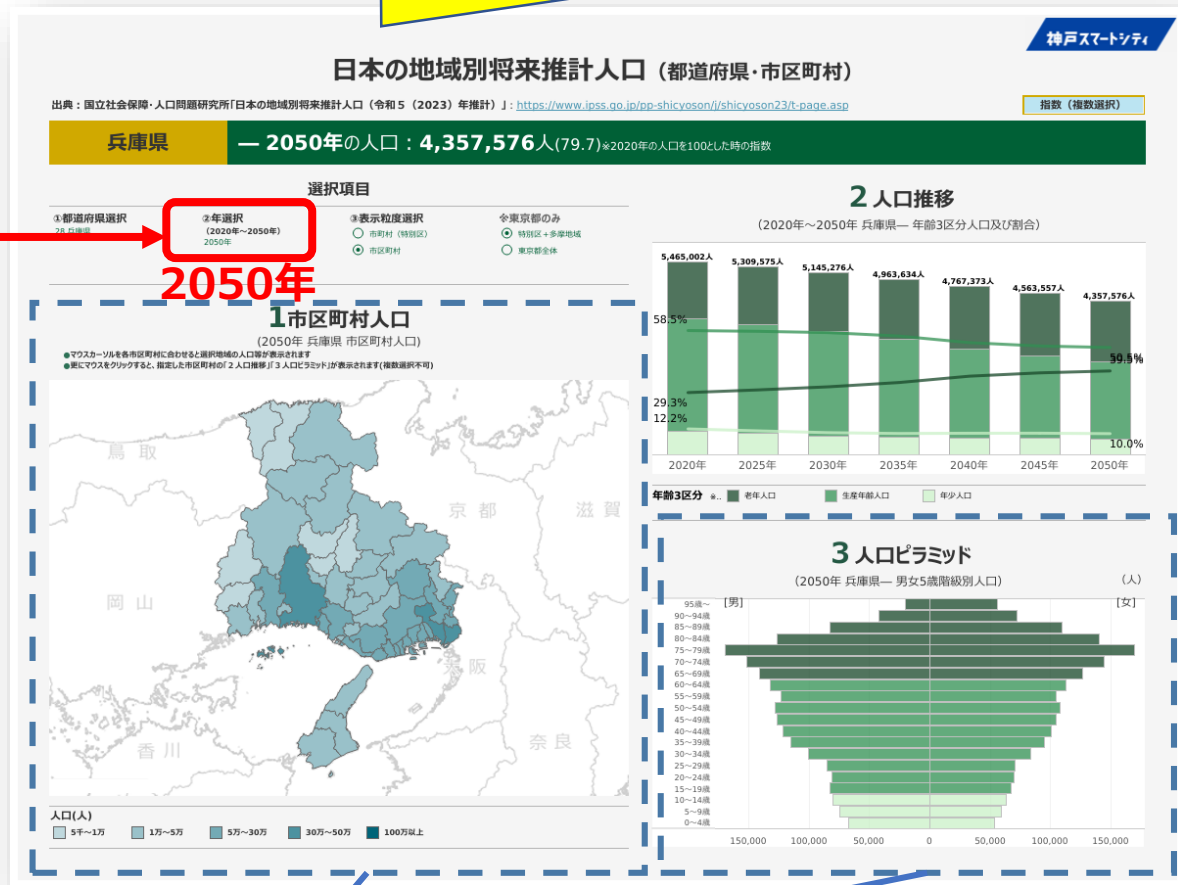 神戸スマートシティ
日本の地域別将来推計人口（都道府県・市区町村）
出典：国立社会保障・人口問題研究所「日本の地域別将来推計人口（令和５（2023）年推計）」：https://www.ipss.go.jp/pp-shicyoson/j/shicyoson23/t-page.asp
指数（複数選択）
兵庫県
― 2050年の人口：4,357,576人(79.7)※2020年の人口を100とした時の指数
選択項目
①都道府県選択
28 兵庫県
②年選択
（2020年～2050年）
2050年
③表示粒度選択
市町村（特別区）
市区町村
※東京都のみ
特別区＋多摩地域
東京都全体
2050年
1市区町村人口
(2050年 兵庫県 市区町村人口)
●マウスカーソルを各市区町村に合わせると選択地域の人口等が表示されます
●更にマウスをクリックすると、指定した市区町村の「２人口推移」「３人口ピラミッド」が表示されます(複数選択不可)
鳥取
京都
滋賀
岡山
阪
香川
奈良
人口(人)
5千～1万
1万～5万
5万～30万
30万～50万
100万以上
2 人口推移
（2020年～2050年 兵庫県― 年齢3区分人口及び割合）
5,465,002人
5,309,575人
5,145,276人
4,963,634人
4,767,373人
4,563,557人
4,357,576人
58.5%
50.5%
39.5%
29.3%
12.2%
10.0%
2020年
2025年
2030年
2035年
2040年
2045年
2050年
年齢3区分
※..
老年人口
生産年齢人口
年少人口
3 人口ピラミッド
（2050年 兵庫県― 男女5歳階級別人口）
（人）
[男]
[女]
95歳～
90～94歳
85～89歳
80～84歳
75～79歳
70～74歳
65～69歳
60～64歳
55～59歳
50～54歳
45～49歳
40～44歳
35～39歳
30～34歳
25～29歳
20～24歳
15～19歳
10～14歳
5～9歳
0～4歳
150,000
100,000
50,000
0
50,000
100,000
150,000